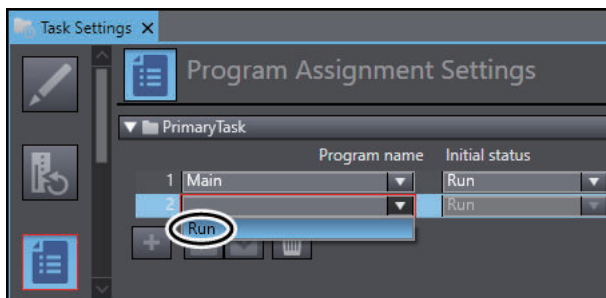 Task Settings
Program Assignment Settings
PrimaryTask
Program name Initial status
1 Main Run
2 Run
Run